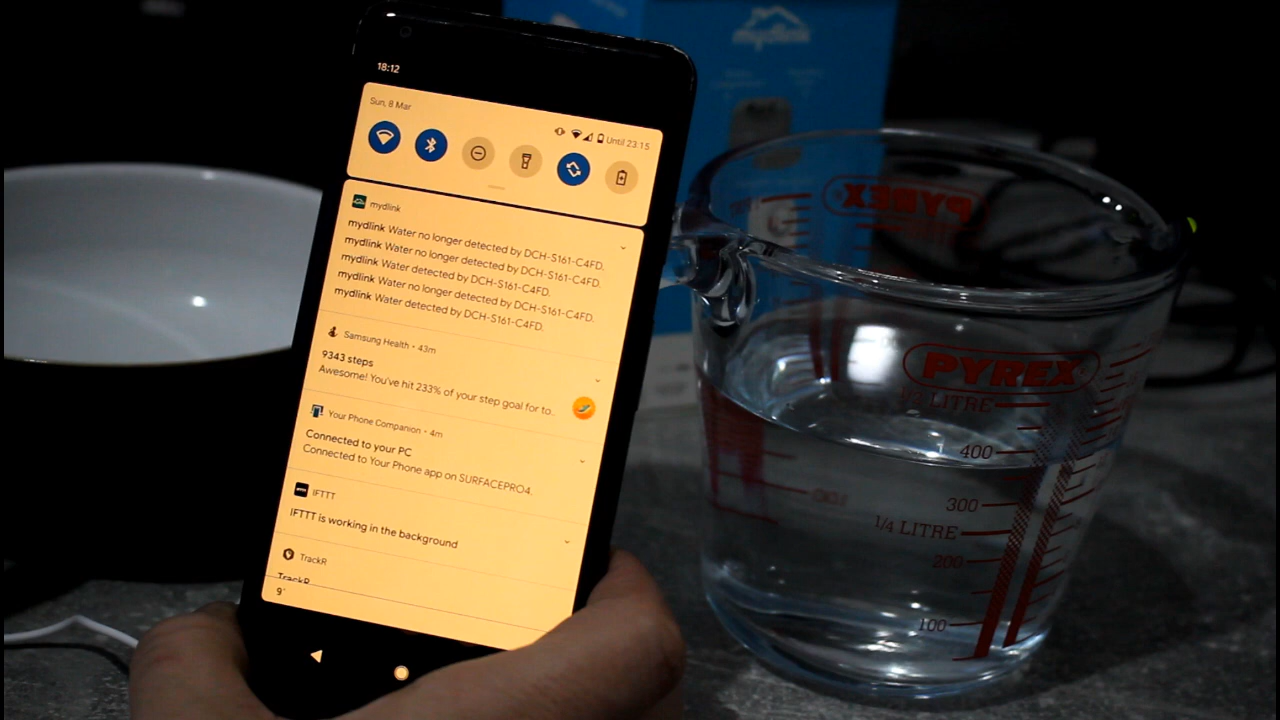 18:12
Sun, 8 Mar
Until 23:15
mydlink
mydlink Water no longer detected by DCH-S161-C4FD.
mydlink Water no longer detected by DCH-S161-C4FD.
mydlink Water detected by DCH-S161-C4FD.
mydlink Water no longer detected by DCH-S161-C4FD.
mydlink Water detected by DCH-S161-C4FD.
Samsung Health • 43m
9343 steps
Awesome! You've hit 233% of your step goal for to..
Your Phone Companion • 4m
Connected to your PC
Connected to Your Phone app on SURFACEPRO4.
IFTTT
IFTTT is working in the background
TrackR
TrackR
9°
mydlink
PYREX
PYREX
1/2 LITRE
400
300
1/4 LITRE
200
100